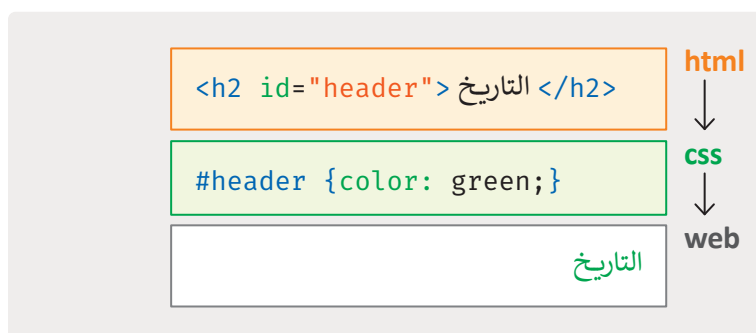 html
<h2 id="header"> التاريخ </h2>
css
#header {color: green;}
web
التاريخ